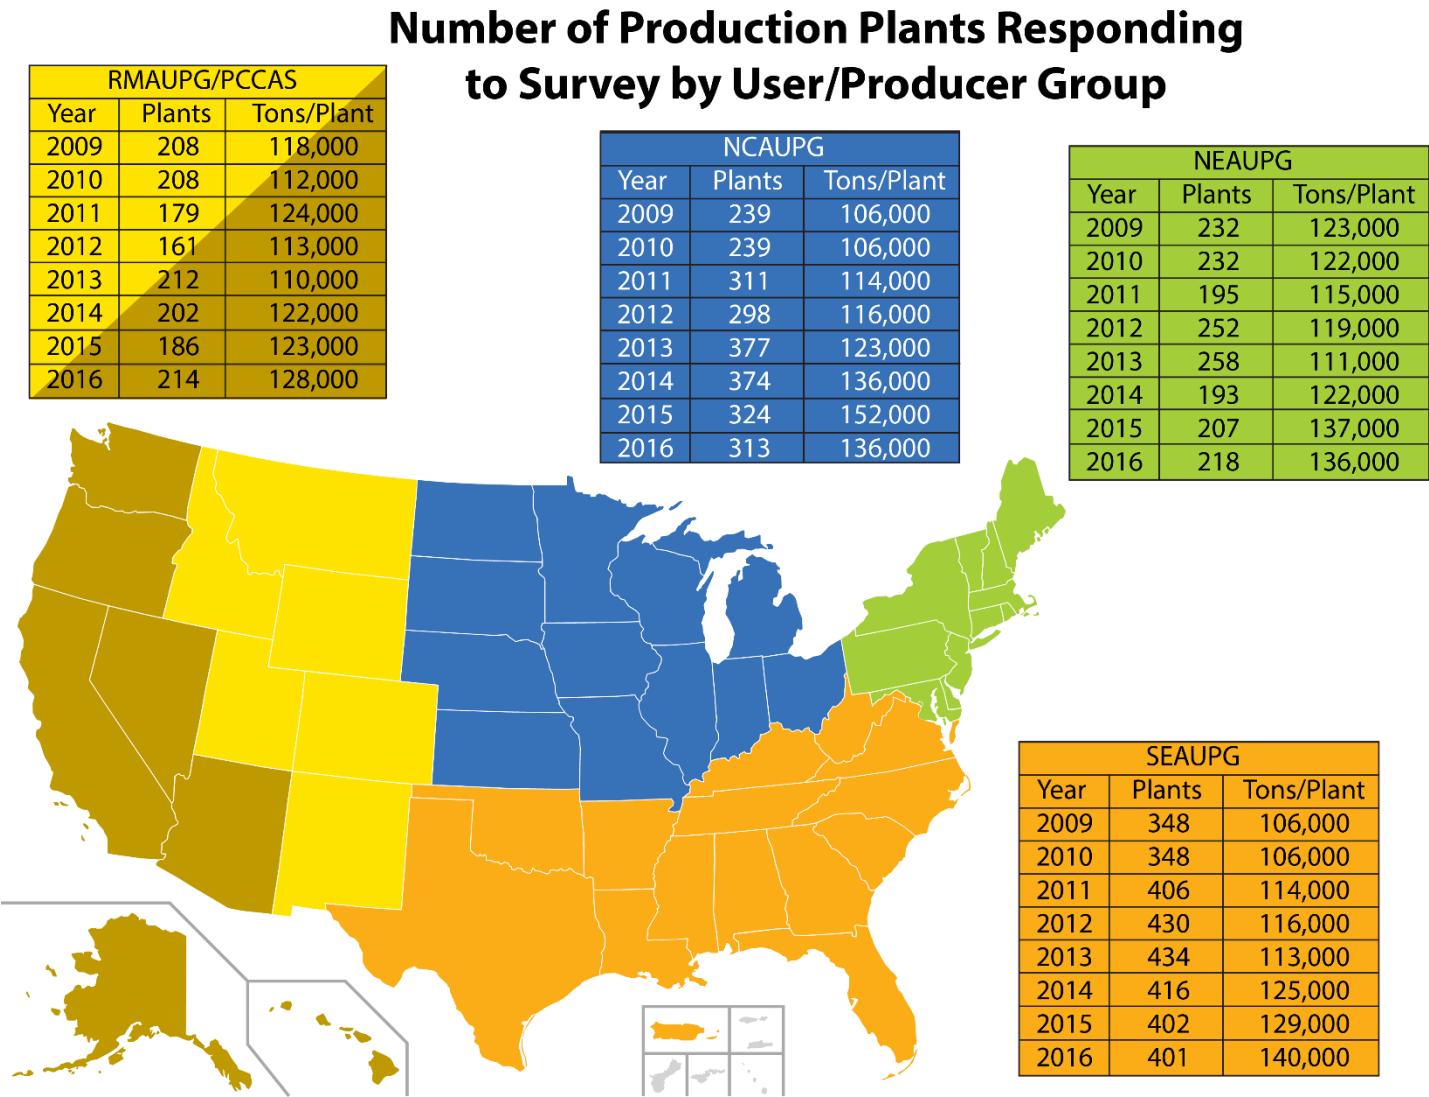 Number of Production Plants Responding
to Survey by User/Producer Group
RMAUPG/PCCAS
Year Plants Tons/Plant
2009 208 118,000
2010 208 112,000
2011 179 124,000
2012 161 113,000
2013 212 110,000
2014 202 122,000
2015 186 123,000
2016 214 128,000
NCAUPG
Year Plants Tons/Plant
2009 239 106,000
2010 239 106,000
2011 311 114,000
2012 298 116,000
2013 377 123,000
2014 374 136,000
2015 324 152,000
2016 313 136,000
NEAUPG
Year Plants Tons/Plant
2009 232 123,000
2010 232 122,000
2011 195 115,000
2012 252 119,000
2013 258 111,000
2014 193 122,000
2015 207 137,000
2016 218 136,000
SEAUPG
Year Plants Tons/Plant
2009 348 106,000
2010 348 106,000
2011 406 114,000
2012 430 116,000
2013 434 113,000
2014 416 125,000
2015 402 129,000
2016 401 140,000